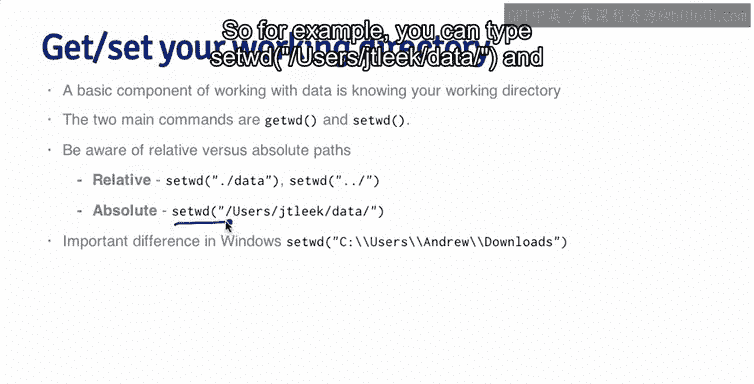 So for example, you can type
setwd("/Users/jtleek/data/") and
Get/set your working directory
· A basic component of working with data is knowing your working directory
· The two main commands are getwd() and setwd().
· Be aware of relative versus absolute paths
- Relative - setwd("./data"), setwd("../")
- Absolute - setwd("/Users/jtleek/data/")
· Important difference in Windows setwd("C:\\Users\\Andrew\\Downloads")